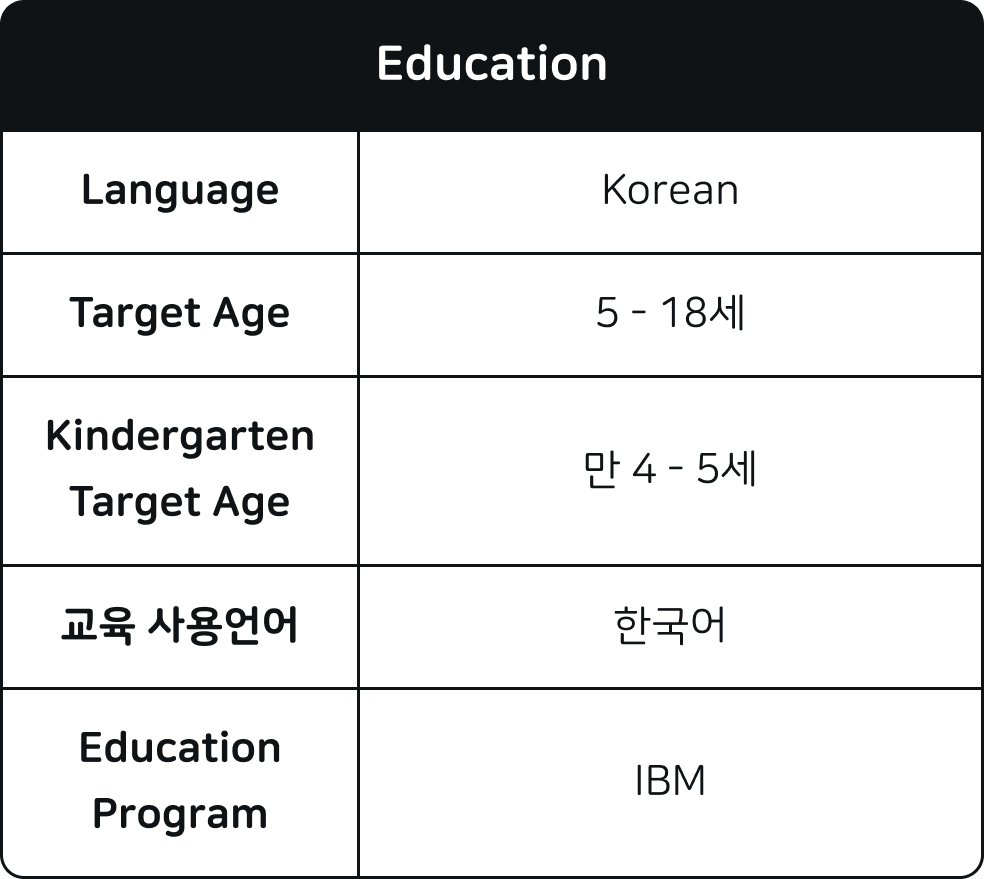 Education
Language
Korean
Target Age
5 - 18세
Kindergarten
Target Age
만 4 - 5세
교육 사용언어
한국어
Education
Program
IBM